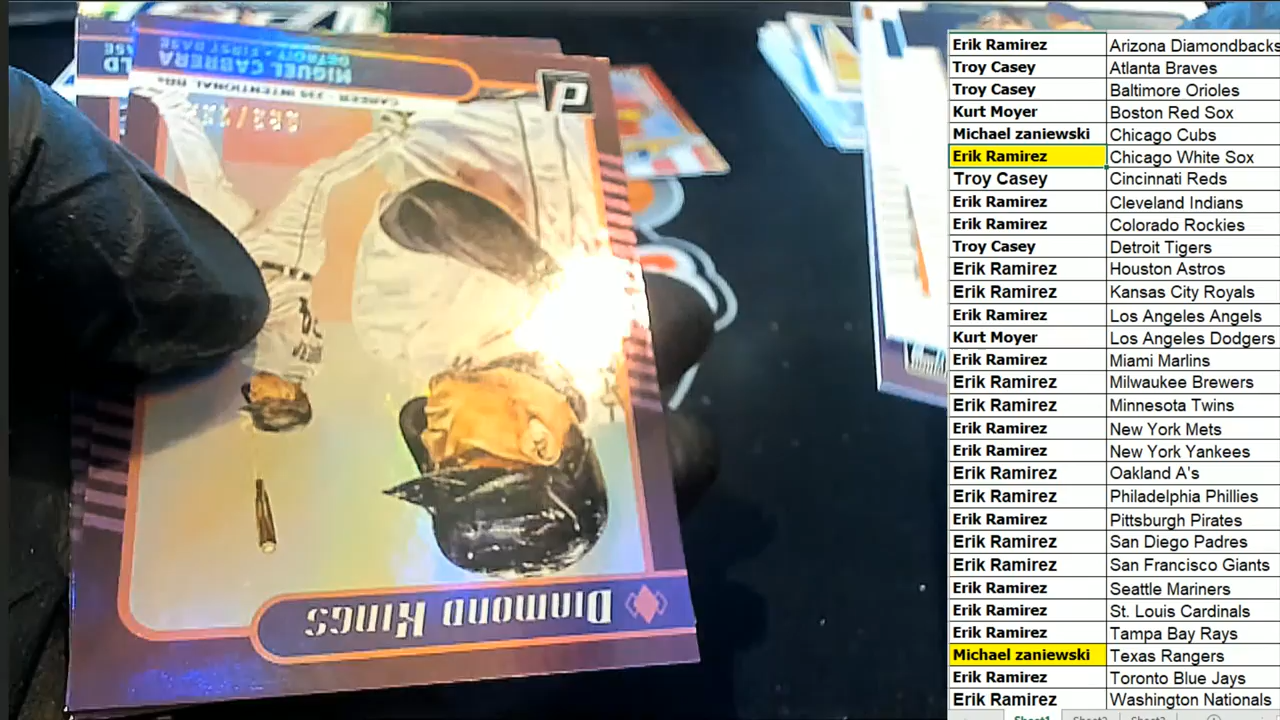 MIGUEL CABRERA
DETROIT • FIRST BASE
DIAMOND KINGS
Erik Ramirez Arizona Diamondbacks
Troy Casey Atlanta Braves
Troy Casey Baltimore Orioles
Kurt Moyer Boston Red Sox
Michael zaniewski Chicago Cubs
Erik Ramirez Chicago White Sox
Troy Casey Cincinnati Reds
Erik Ramirez Cleveland Indians
Erik Ramirez Colorado Rockies
Troy Casey Detroit Tigers
Erik Ramirez Houston Astros
Erik Ramirez Kansas City Royals
Erik Ramirez Los Angeles Angels
Kurt Moyer Los Angeles Dodgers
Erik Ramirez Miami Marlins
Erik Ramirez Milwaukee Brewers
Erik Ramirez Minnesota Twins
Erik Ramirez New York Mets
Erik Ramirez New York Yankees
Erik Ramirez Oakland A's
Erik Ramirez Philadelphia Phillies
Erik Ramirez Pittsburgh Pirates
Erik Ramirez San Diego Padres
Erik Ramirez San Francisco Giants
Erik Ramirez Seattle Mariners
Erik Ramirez St. Louis Cardinals
Erik Ramirez Tampa Bay Rays
Michael zaniewski Texas Rangers
Erik Ramirez Toronto Blue Jays
Erik Ramirez Washington Nationals